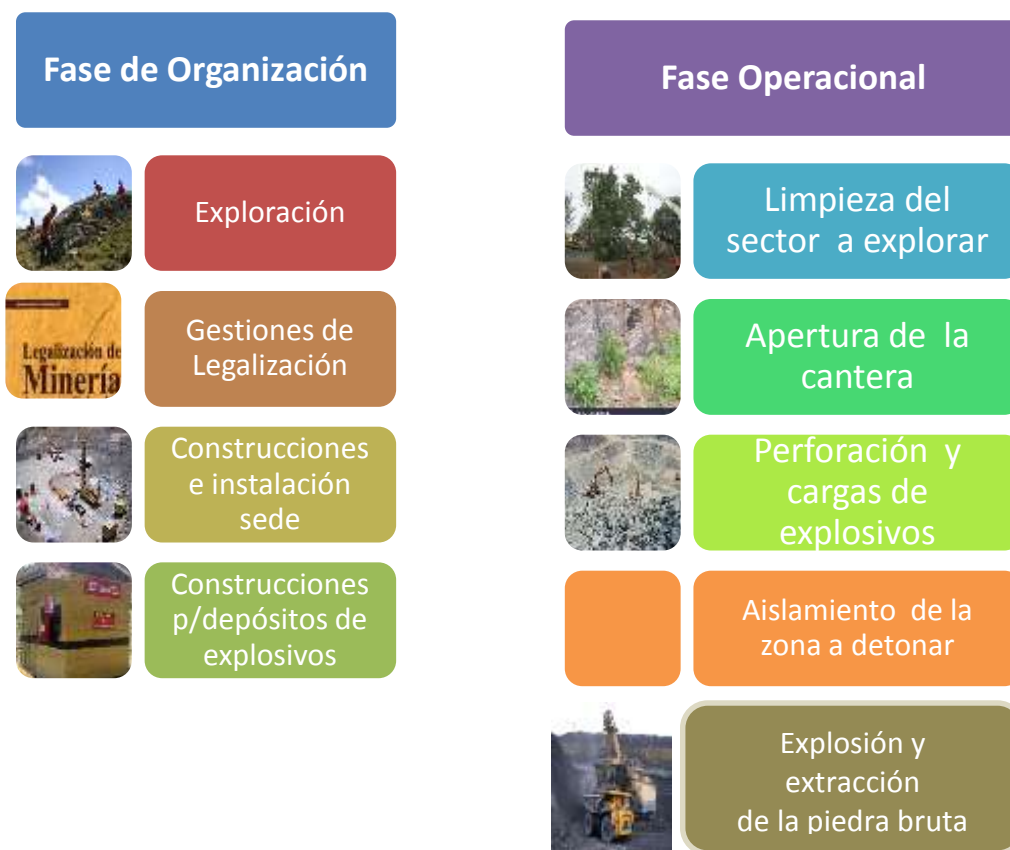 Fase de Organización
Exploración
Legalización de
Minería
Gestiones de
Legalización
Construcciones
e instalación
sede
Construcciones
p/depósitos de
explosivos
Fase Operacional
Limpieza del
sector a explorar
Apertura de la
cantera
Perforación y
cargas de
explosivos
Aislamiento de la
zona a detonar
Explosión y
extracción
de la piedra bruta